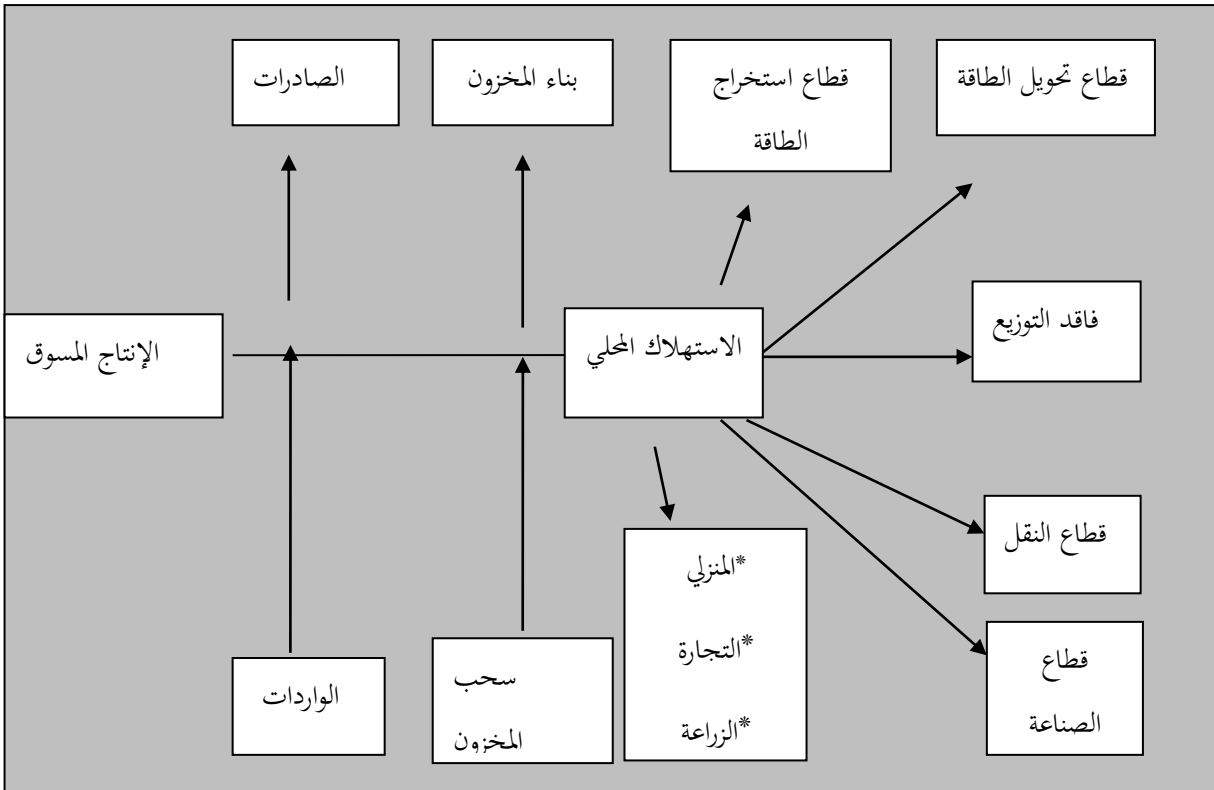 قطاع تحويل الطاقة
قطاع استخراج
الطاقة
بناء المخزون
الصادرات
فاقد التوزيع
الاستهلاك المحلي
الإنتاج المسوق
قطاع النقل
*المنزلي
*التجارة
*الزراعة
قطاع
الصناعة
سحب
المخزون
الواردات